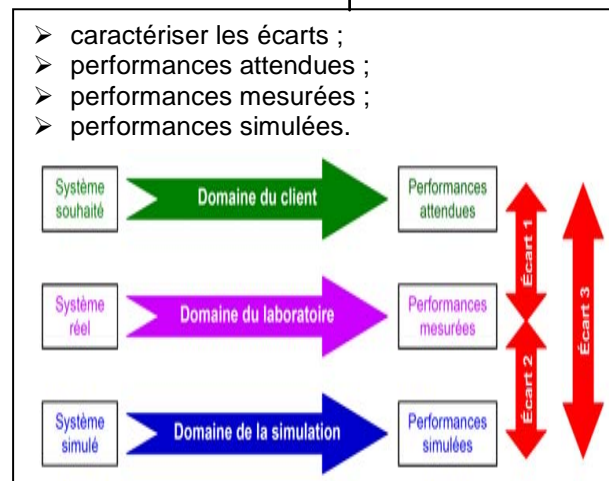 ➢ caractériser les écarts ;
➢ performances attendues ;
➢ performances mesurées ;
➢ performances simulées.
Système
souhaité
Domaine du client
Performances
attendues
Écart 1
Écart 3
Système
réel
Domaine du laboratoire
Performances
mesurées
Écart 2
Système
simulé
Domaine de la simulation
Performances
simulées